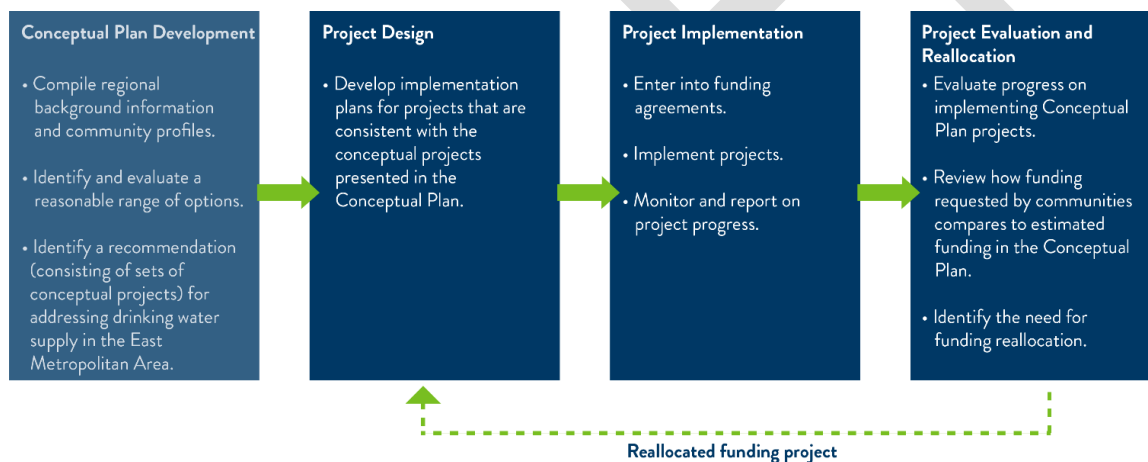 Conceptual Plan Development
• Compile regional
background information
and community profiles.
• Identify and evaluate a
reasonable range of options.
• Identify a recommendation
(consisting of sets of
conceptual projects) for
addressing drinking water
supply in the East
Metropolitan Area.
Project Design
• Develop implementation
plans for projects that are
consistent with the
conceptual projects
presented in the
Conceptual Plan.
Project Implementation
• Enter into funding
agreements.
• Implement projects.
• Monitor and report on
project progress.
Project Evaluation and
Reallocation
• Evaluate progress on
implementing Conceptual
Plan projects.
• Review how funding
requested by communities
compares to estimated
funding in the Conceptual
Plan.
• Identify the need for
funding reallocation.
Reallocated funding project